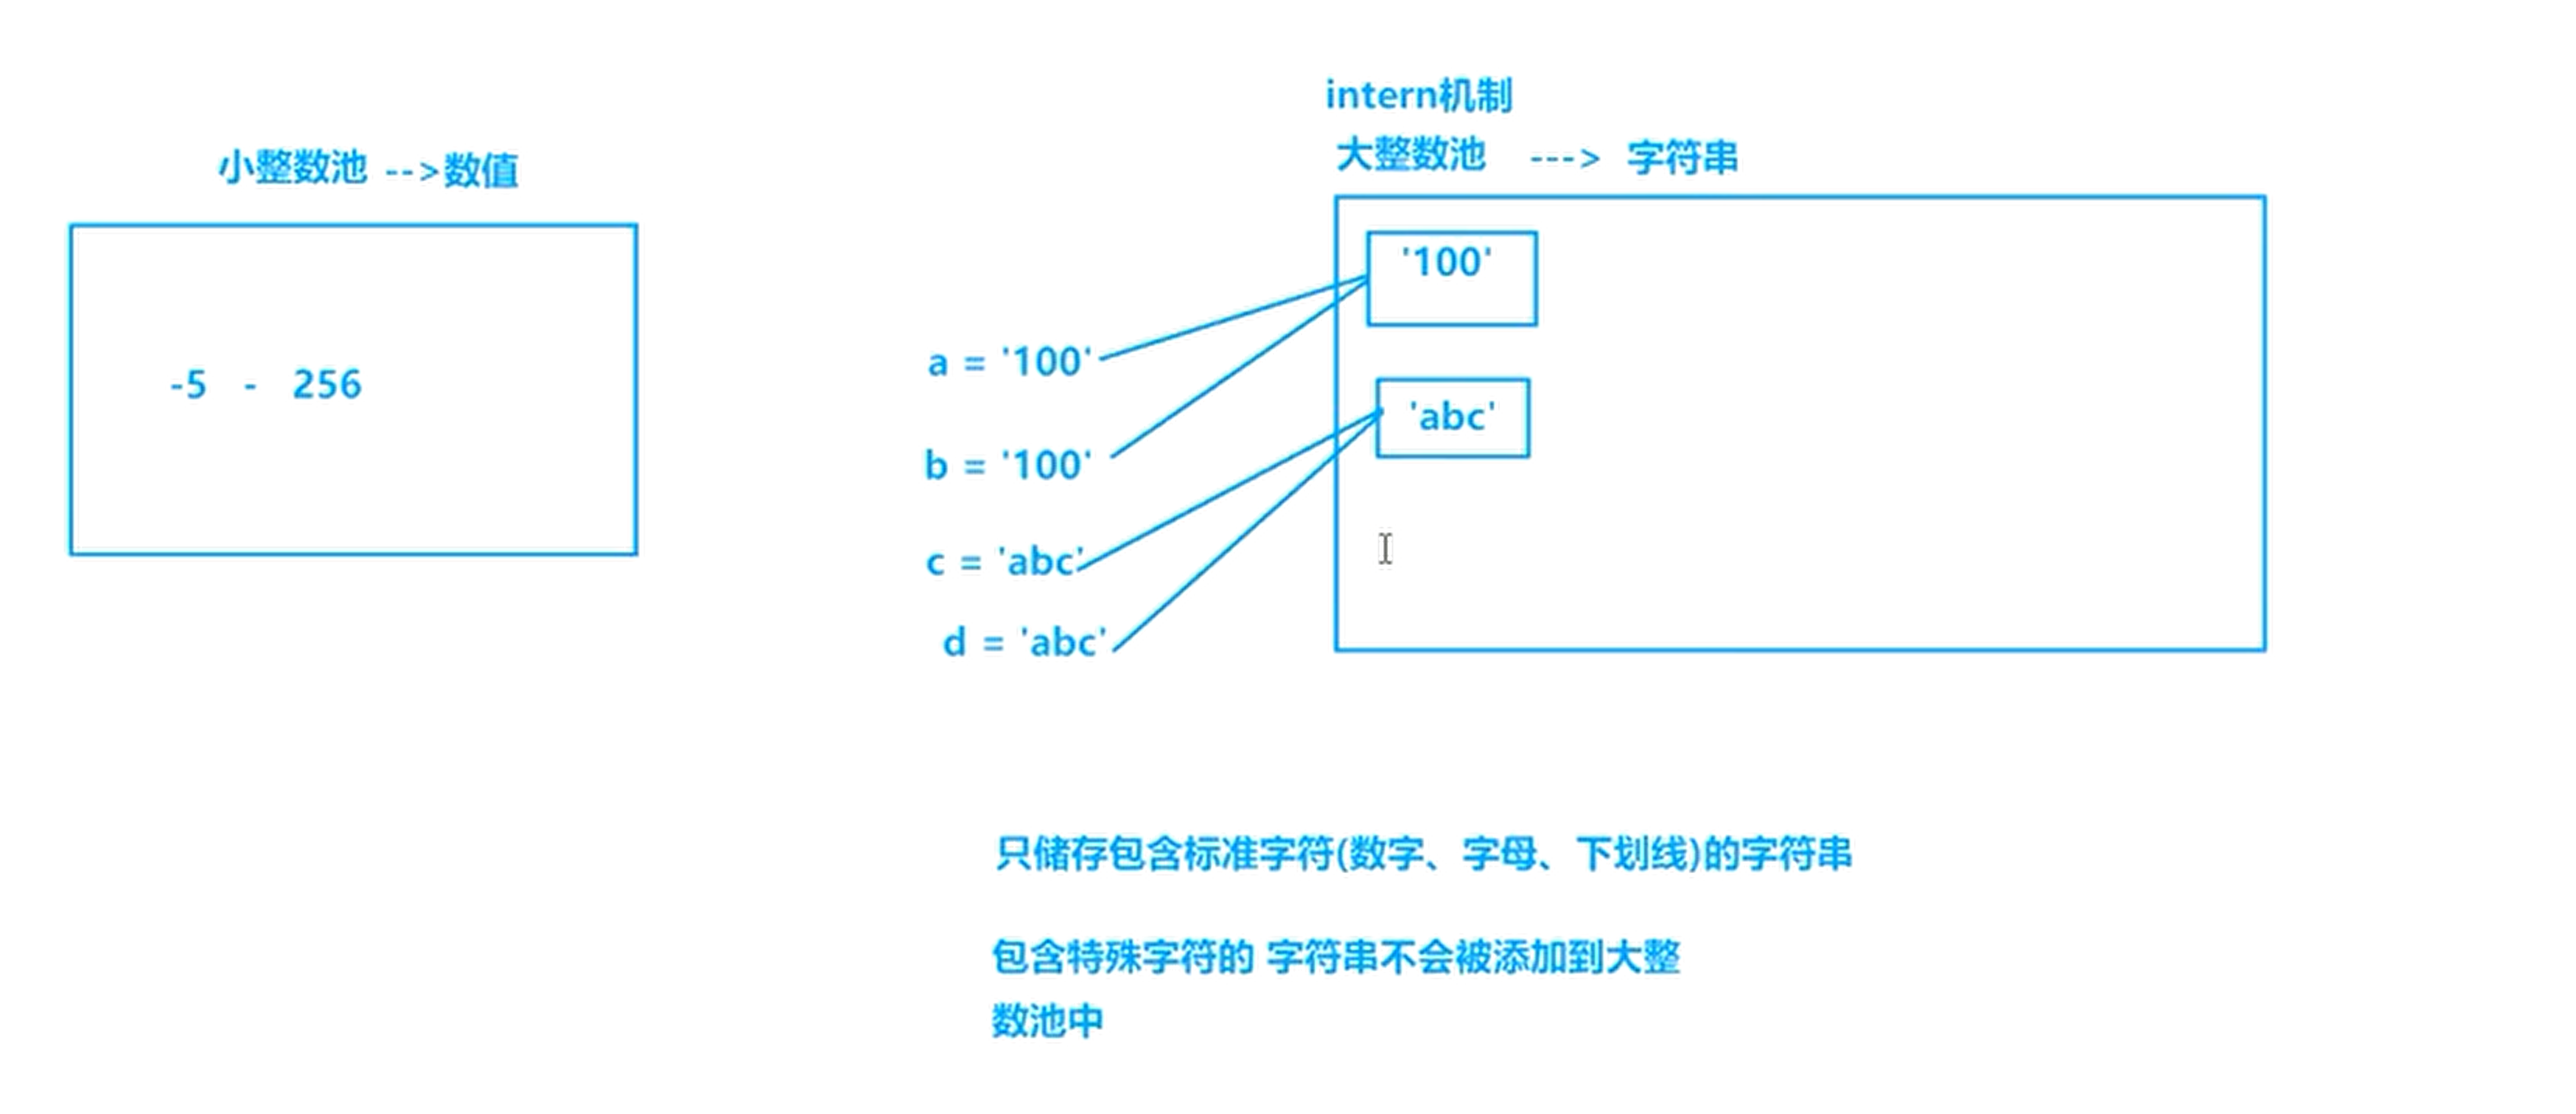 小整数池 -->数值
-5 - 256
intern机制
大整数池 ---> 字符串
'100'
'abc'
a = '100'
b = '100'
c = 'abc'
d = 'abc'
只储存包含标准字符(数字、字母、下划线)的字符串
包含特殊字符的 字符串不会被添加到大整
数池中